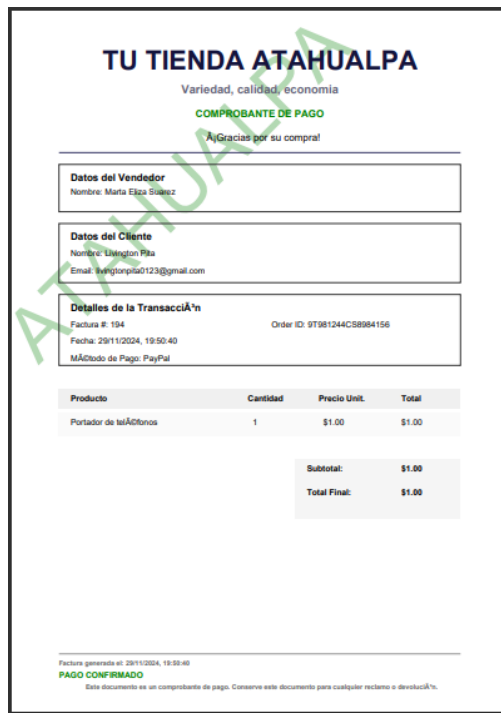 TU TIENDA ATAHUALPA
Variedad, calidad, economia
COMPROBANTE DE PAGO
Â¡Gracias por su compra!
Datos del Vendedor
Nombre: Marta Eliza Suarez
Datos del Cliente
Nombre: Livington Pita
Email: livingtonpita0123@gmail.com
Detalles de la TransacciÃ³n
Factura #: 194 Order ID: 9T981244CS8984156
Fecha: 29/11/2024, 19:50:40
MÃ©todo de Pago: PayPal
Producto Cantidad Precio Unit. Total
Portador de telÃ©fonos 1 $1.00 $1.00
Subtotal: $1.00
Total Final: $1.00
ATAHUALPA
Factura generada el: 29/11/2024, 19:50:40
PAGO CONFIRMADO
Este documento es un comprobante de pago. Conserve este documento para cualquier reclamo o devoluciÃ³n.